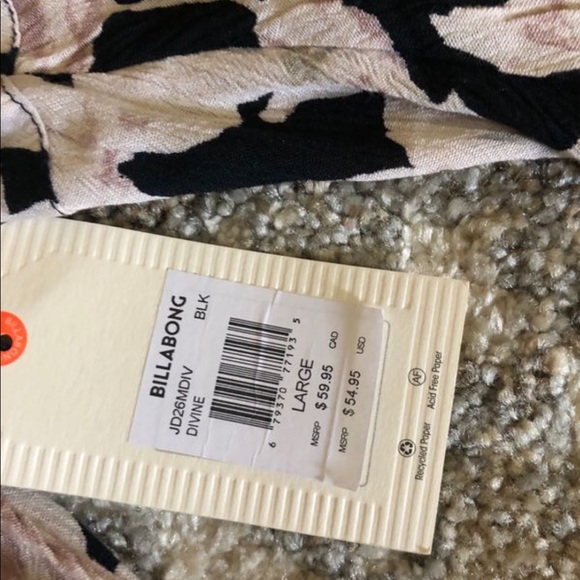 BILLABONG
JD26MDIV BLK
DIVINE
6 79370 77193 5
LARGE
MSRP $ 59.95 CAD
MSRP $ 54.95 USD
Recycled Paper
AF Acid Free Paper